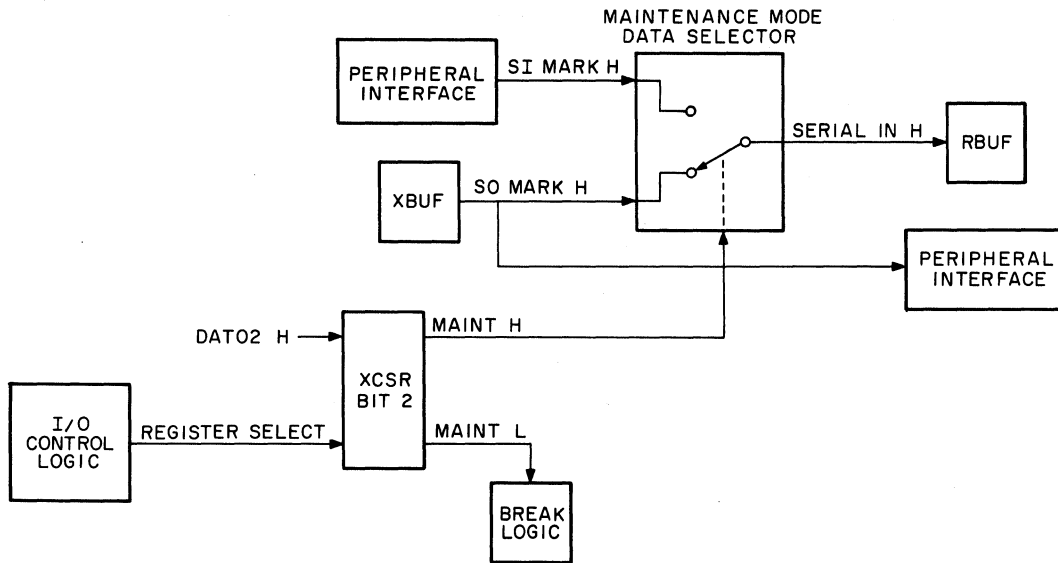 MAINTENANCE MODE
DATA SELECTOR
PERIPHERAL
INTERFACE
SI MARK H
SERIAL IN H
RBUF
XBUF
SO MARK H
PERIPHERAL
INTERFACE
DATO2 H
XCSR
BIT 2
MAINT H
I/O
CONTROL
LOGIC
REGISTER SELECT
MAINT L
BREAK
LOGIC